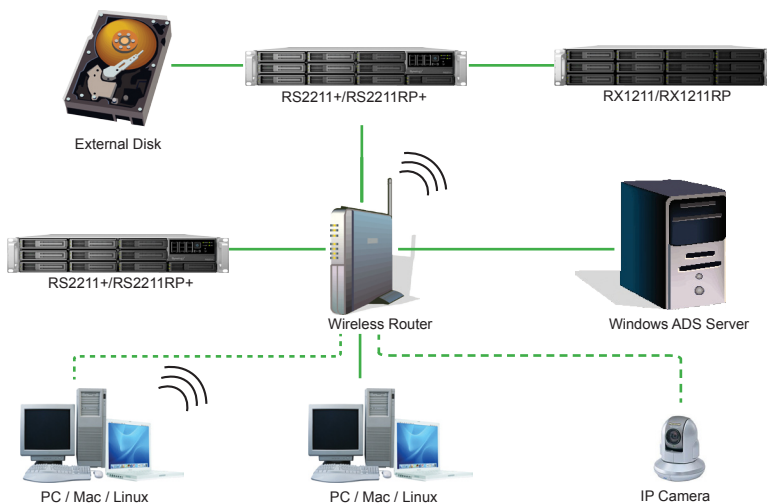 RS2211+/RS2211RP+
RX1211/RX1211RP
External Disk
RS2211+/RS2211RP+
Wireless Router
Windows ADS Server
PC / Mac / Linux
PC / Mac / Linux
IP Camera